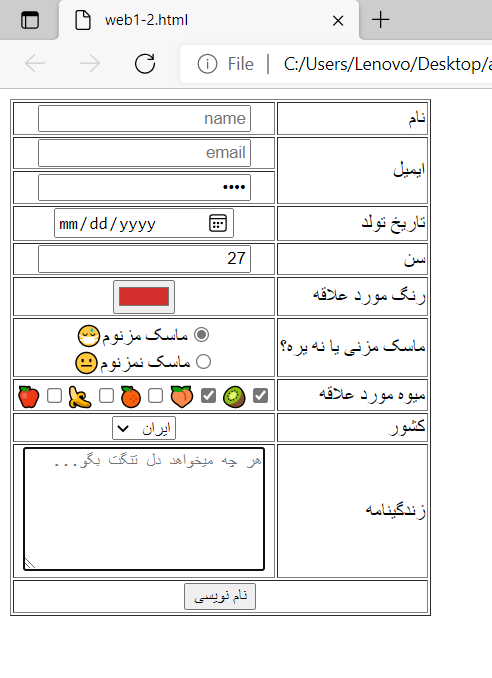 web1-2.html
File | C:/Users/Lenovo/Desktop/a
نام name
ایمیل email
••••
تاریخ تولد mm/dd/yyyy
سن 27
رنگ مورد علاقه
ماسک مزنی یا نه یره؟ ماسک مزنوم😷
ماسک نمزنوم😐
میوه مورد علاقه 🥝 🍑 🍊 🍌 🍎
کشور ایران
زندگینامه هر چه میخواهد دل تنگت بگو...
نام نویسی